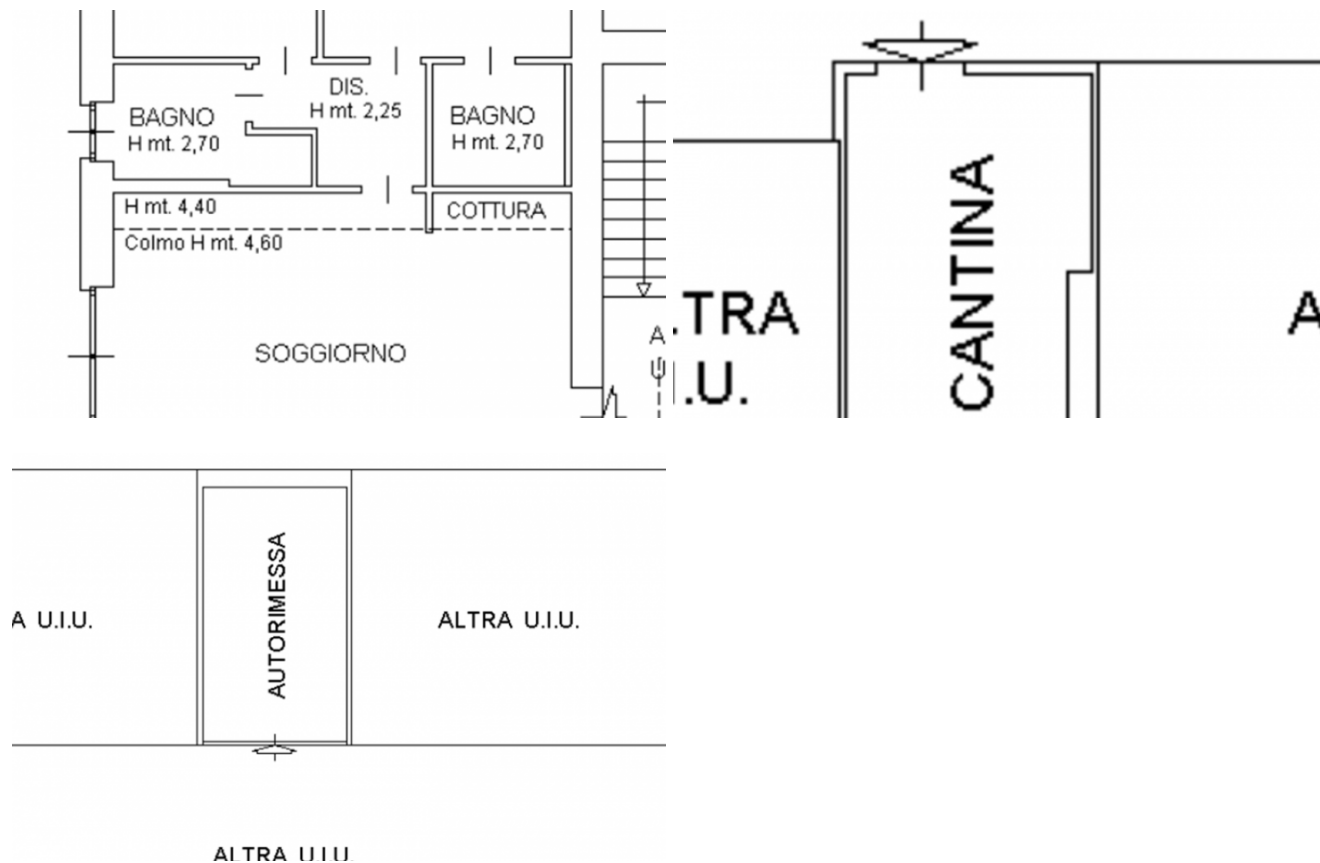 DIS.
H mt. 2,25
BAGNO
H mt. 2,70
BAGNO
H mt. 2,70
H mt. 4,40
COTTURA
Colmo H mt. 4,60
SOGGIORNO
TRA
.U.
CANTINA
A
A U.I.U.
AUTORIMESSA
ALTRA U.I.U.
ALTRA U.I.U.